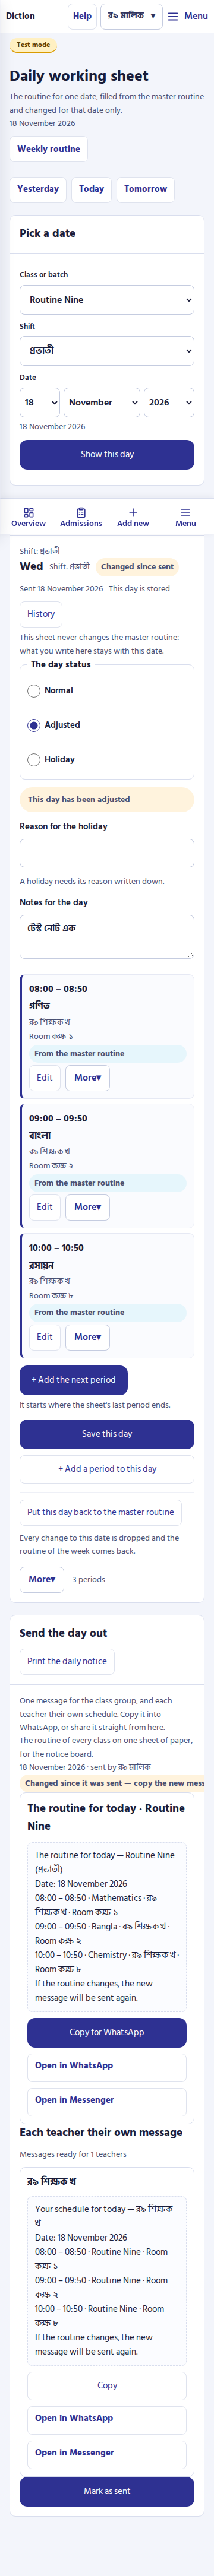 Diction
Help
র৯ মালিক ▾
Menu
Test mode
Daily working sheet
The routine for one date, filled from the master routine
and changed for that date only.
18 November 2026
Weekly routine
Yesterday
Today
Tomorrow
Pick a date
Class or batch
Routine Nine
Shift
প্রভাতী
Date
18
November
2026
18 November 2026
Show this day
Overview
Admissions
Add new
Menu
Shift: প্রভাতী
Wed Shift: প্রভাতী Changed since sent
Sent 18 November 2026 This day is stored
History
This sheet never changes the master routine:
what you write here stays with this date.
The day status
Normal
Adjusted
Holiday
This day has been adjusted
Reason for the holiday
A holiday needs its reason written down.
Notes for the day
টেস্ট নোট এক
08:00 – 08:50
গণিত
র৯ শিক্ষক খ
Room কক্ষ ১
From the master routine
Edit
More▾
09:00 – 09:50
বাংলা
র৯ শিক্ষক খ
Room কক্ষ ২
From the master routine
Edit
More▾
10:00 – 10:50
রসায়ন
র৯ শিক্ষক খ
Room কক্ষ ৮
From the master routine
Edit
More▾
+ Add the next period
It starts where the sheet's last period ends.
Save this day
+ Add a period to this day
Put this day back to the master routine
Every change to this date is dropped and the
routine of the week comes back.
More▾
3 periods
Send the day out
Print the daily notice
One message for the class group, and each
teacher their own schedule. Copy it into
WhatsApp, or share it straight from here.
The routine of every class on one sheet of paper,
for the notice board.
18 November 2026 · sent by র৯ মালিক
Changed since it was sent — copy the new mess
The routine for today · Routine
Nine
The routine for today — Routine Nine
(প্রভাতী)
Date: 18 November 2026
08:00 – 08:50 · Mathematics · র৯
শিক্ষক খ · Room কক্ষ ১
09:00 – 09:50 · Bangla · র৯ শিক্ষক খ ·
Room কক্ষ ২
10:00 – 10:50 · Chemistry · র৯ শিক্ষক খ ·
Room কক্ষ ৮
If the routine changes, the new
message will be sent again.
Copy for WhatsApp
Open in WhatsApp
Open in Messenger
Each teacher their own message
Messages ready for 1 teachers
র৯ শিক্ষক খ
Your schedule for today — র৯ শিক্ষক
খ
Date: 18 November 2026
08:00 – 08:50 · Routine Nine · Room
কক্ষ ১
09:00 – 09:50 · Routine Nine · Room
কক্ষ ২
10:00 – 10:50 · Routine Nine · Room
কক্ষ ৮
If the routine changes, the new
message will be sent again.
Copy
Open in WhatsApp
Open in Messenger
Mark as sent